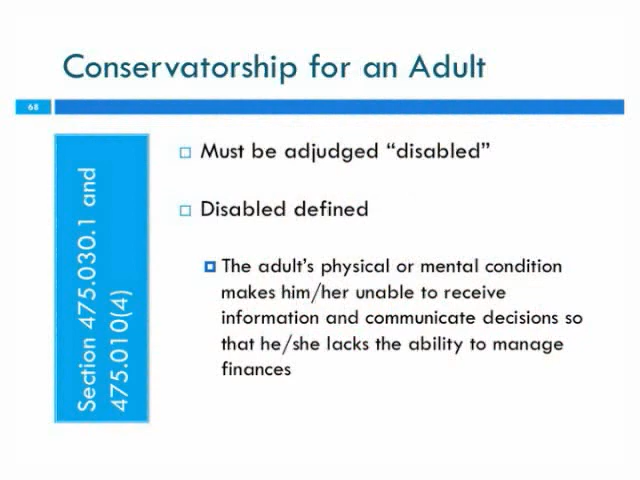 Conservatorship for an Adult
68
Section 475.030.1 and
475.010(4)
Must be adjudged “disabled”
Disabled defined
The adult’s physical or mental condition
makes him/her unable to receive
information and communicate decisions so
that he/she lacks the ability to manage
finances